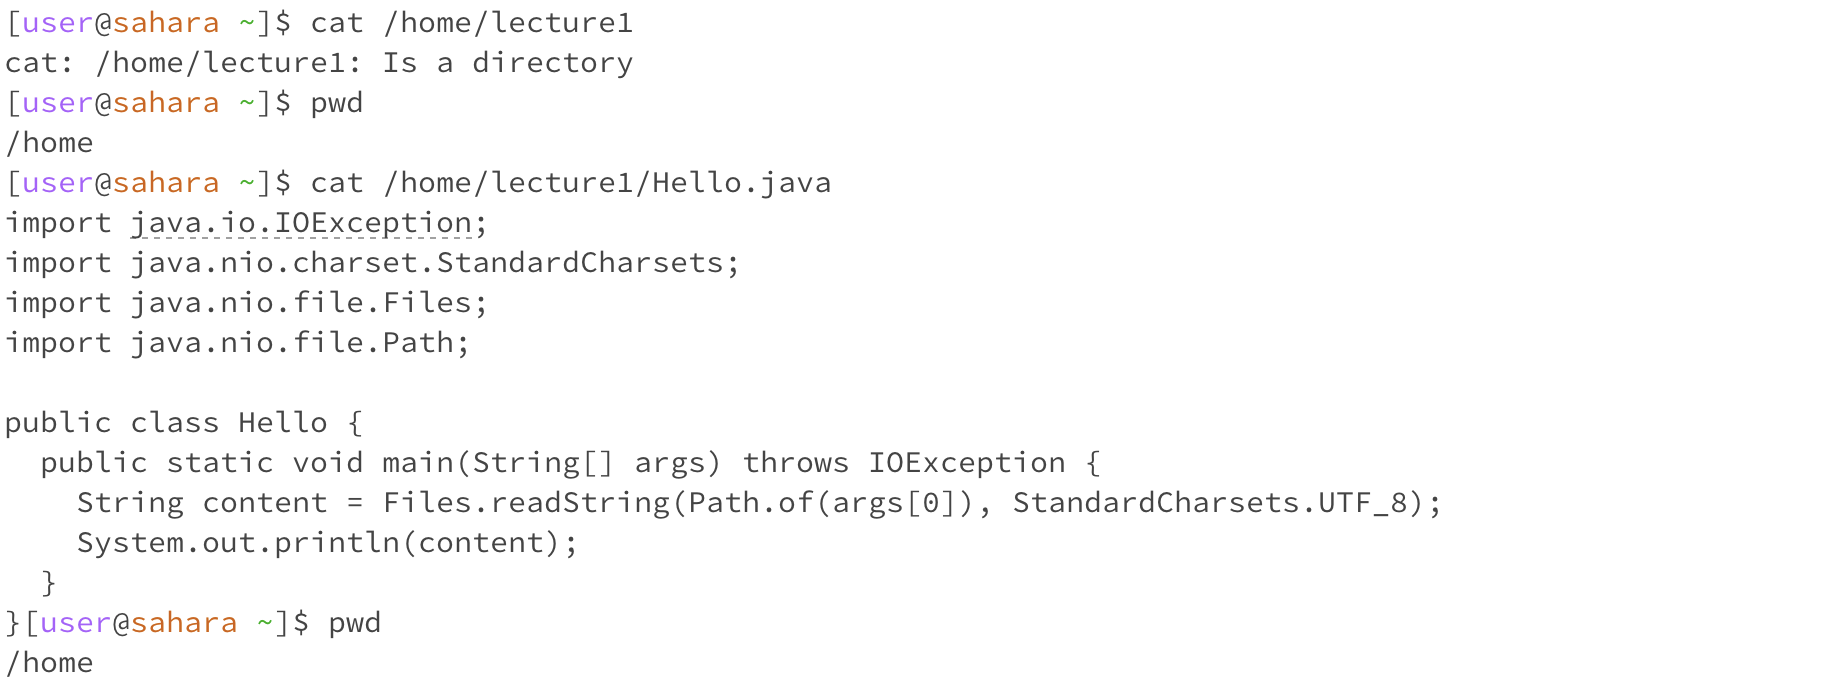 [user@sahara ~]$ cat /home/lecture1
cat: /home/lecture1: Is a directory
[user@sahara ~]$ pwd
/home
[user@sahara ~]$ cat /home/lecture1/Hello.java
import java.io.IOException;
import java.nio.charset.StandardCharsets;
import java.nio.file.Files;
import java.nio.file.Path;

public class Hello {
  public static void main(String[] args) throws IOException {
    String content = Files.readString(Path.of(args[0]), StandardCharsets.UTF_8);
    System.out.println(content);
  }
}[user@sahara ~]$ pwd
/home